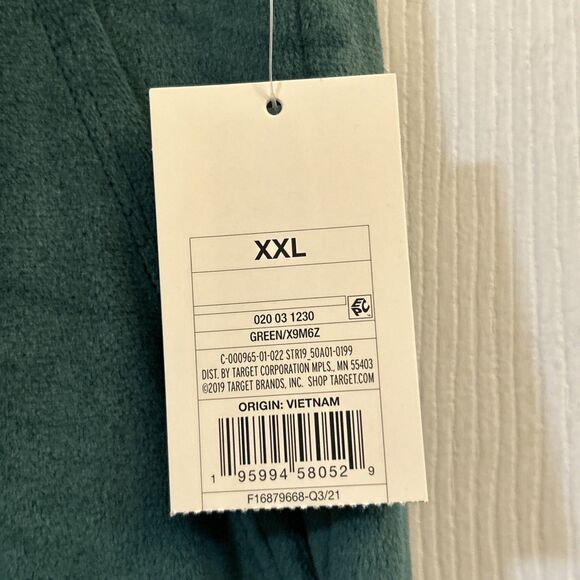 XXL
EPC
020 03 1230
GREEN/X9M6Z
C-000965-01-022 STR19_50A01-0199
DIST. BY TARGET CORPORATION MPLS., MN 55403
©2019 TARGET BRANDS, INC. SHOP TARGET.COM
ORIGIN: VIETNAM
1 95994 58052 9
F16879668-Q3/21